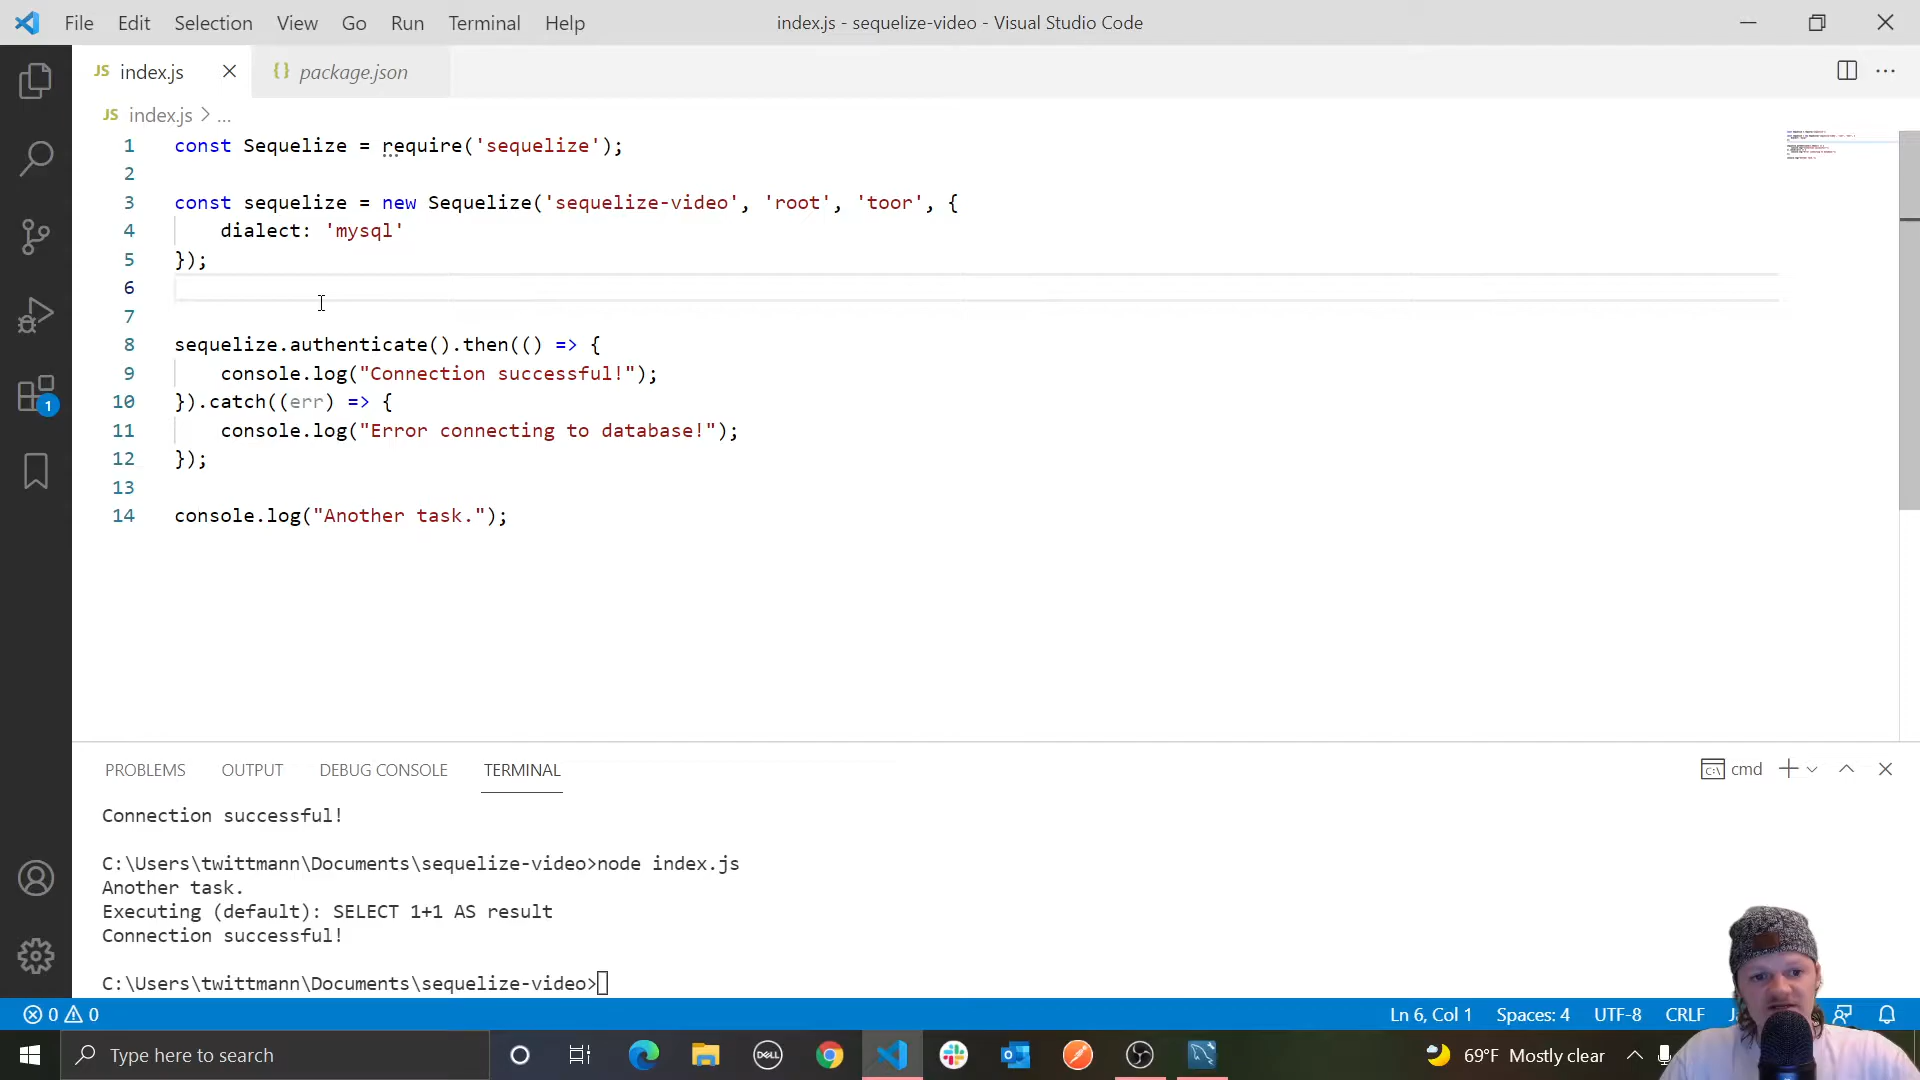 File Edit Selection View Go Run Terminal Help index.js - sequelize-video - Visual Studio Code
JS index.js {} package.json
JS index.js > ...
1 const Sequelize = require('sequelize');
2
3 const sequelize = new Sequelize('sequelize-video', 'root', 'toor', {
4 dialect: 'mysql'
5 });
6
7
8 sequelize.authenticate().then(() => {
9 console.log("Connection successful!");
10 }).catch((err) => {
11 console.log("Error connecting to database!");
12 });
13
14 console.log("Another task.");
1
PROBLEMS OUTPUT DEBUG CONSOLE TERMINAL cmd
Connection successful!
C:\Users\twittmann\Documents\sequelize-video>node index.js
Another task.
Executing (default): SELECT 1+1 AS result
Connection successful!
C:\Users\twittmann\Documents\sequelize-video>
0 0 Ln 6, Col 1 Spaces: 4 UTF-8 CRLF
Type here to search DELL 69°F Mostly clear